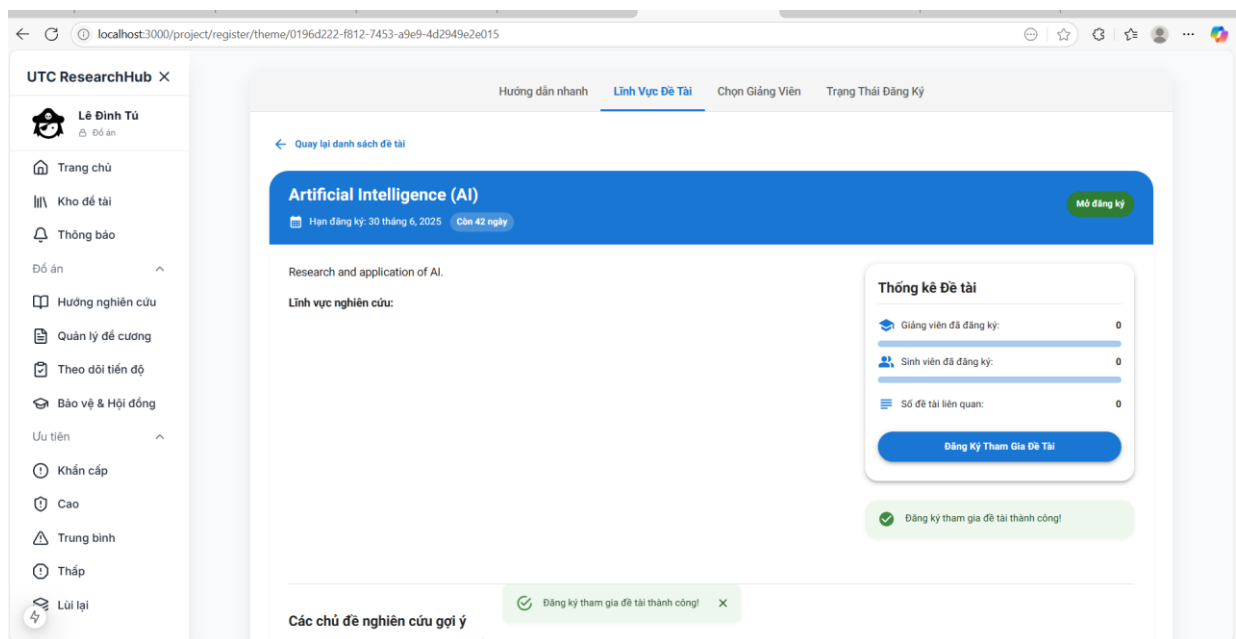 localhost:3000/project/register/theme/0196d222-f812-7453-a9e9-4d2949e2e015
UTC ResearchHub
Lê Đình Tú
Đồ án
Trang chủ
Kho đề tài
Thông báo
Đồ án
Hướng nghiên cứu
Quản lý đề cương
Theo dõi tiến độ
Bảo vệ & Hội đồng
Ưu tiên
Khẩn cấp
Cao
Trung bình
Thấp
Lùi lại
Hướng dẫn nhanh Lĩnh Vực Đề Tài Chọn Giảng Viên Trạng Thái Đăng Ký
Quay lại danh sách đề tài
Artificial Intelligence (AI)
Hạn đăng ký: 30 tháng 6, 2025 Còn 42 ngày
Mở đăng ký
Research and application of AI.
Lĩnh vực nghiên cứu:
Thống kê Đề tài
Giảng viên đã đăng ký: 0
Sinh viên đã đăng ký: 0
Số đề tài liên quan: 0
Đăng Ký Tham Gia Đề Tài
Đăng ký tham gia đề tài thành công!
Đăng ký tham gia đề tài thành công!
Các chủ đề nghiên cứu gợi ý